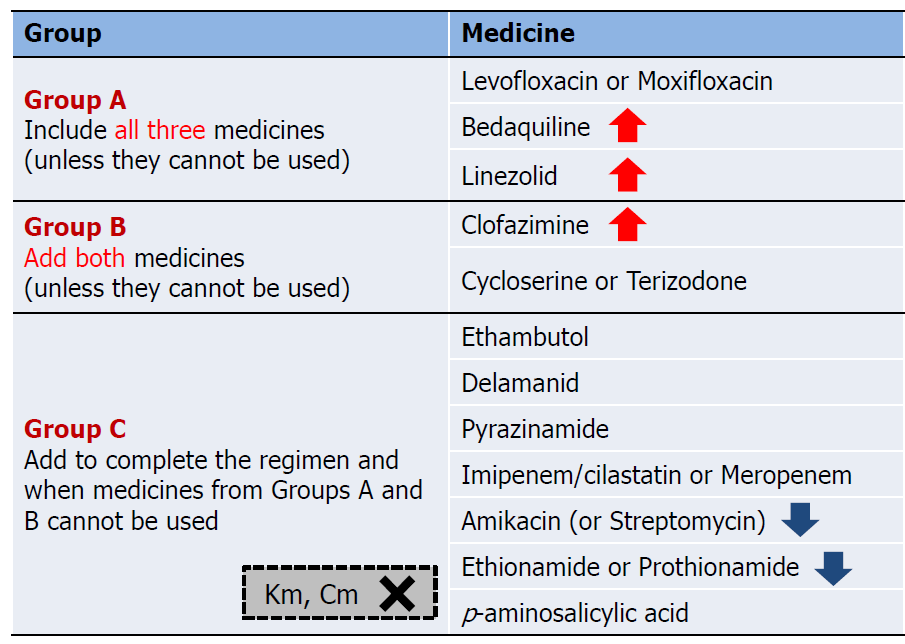 Group
Medicine
Group A
Include all three medicines
(unless they cannot be used)
Levofloxacin or Moxifloxacin
Bedaquiline
Linezolid
Group B
Add both medicines
(unless they cannot be used)
Clofazimine
Cycloserine or Terizodone
Group C
Add to complete the regimen and
when medicines from Groups A and
B cannot be used
Km, Cm
Ethambutol
Delamanid
Pyrazinamide
Imipenem/cilastatin or Meropenem
Amikacin (or Streptomycin)
Ethionamide or Prothionamide
p-aminosalicylic acid